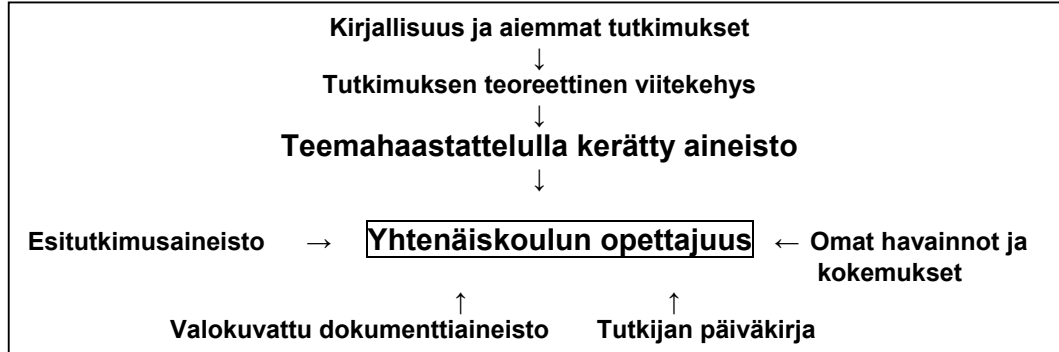 Kirjallisuus ja aiemmat tutkimukset
↓
Tutkimuksen teoreettinen viitekehys
↓
Teemahaastattelulla kerätty aineisto
↓
Esitutkimusaineisto → Yhtenäiskoulun opettajuus ← Omat havainnot ja
kokemukset
↑ ↑
Valokuvattu dokumenttiaineisto Tutkijan päiväkirja